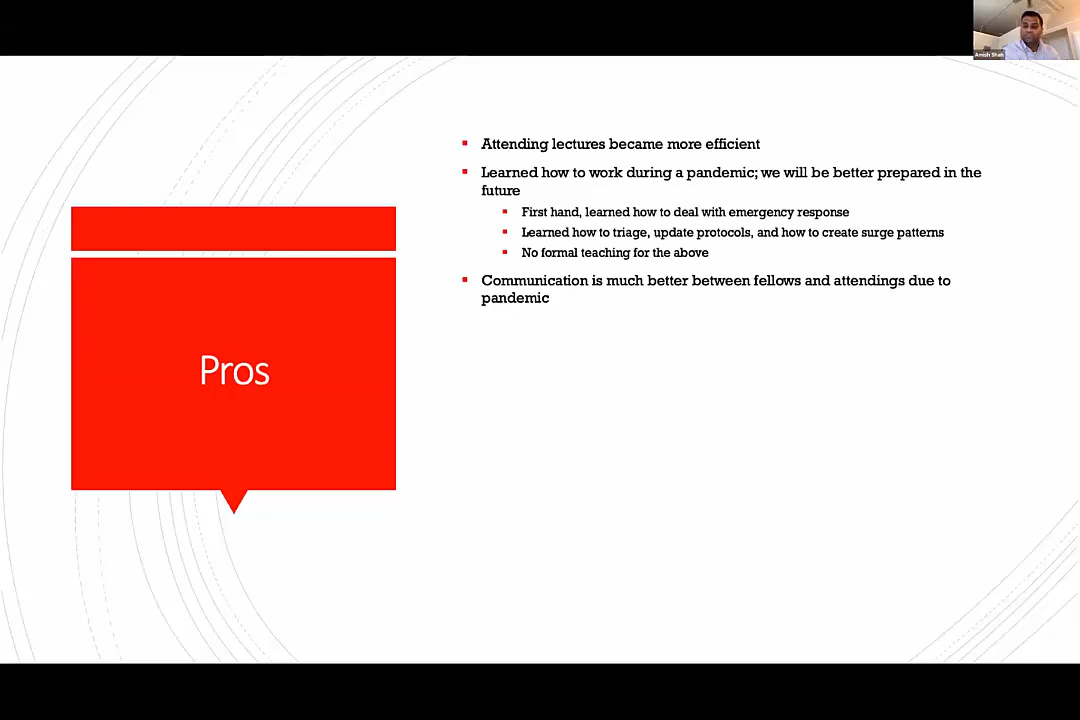 Amish Shah
Attending lectures became more efficient
Learned how to work during a pandemic; we will be better prepared in the
future
First hand, learned how to deal with emergency response
Learned how to triage, update protocols, and how to create surge patterns
No formal teaching for the above
Communication is much better between fellows and attendings due to
pandemic
Pros